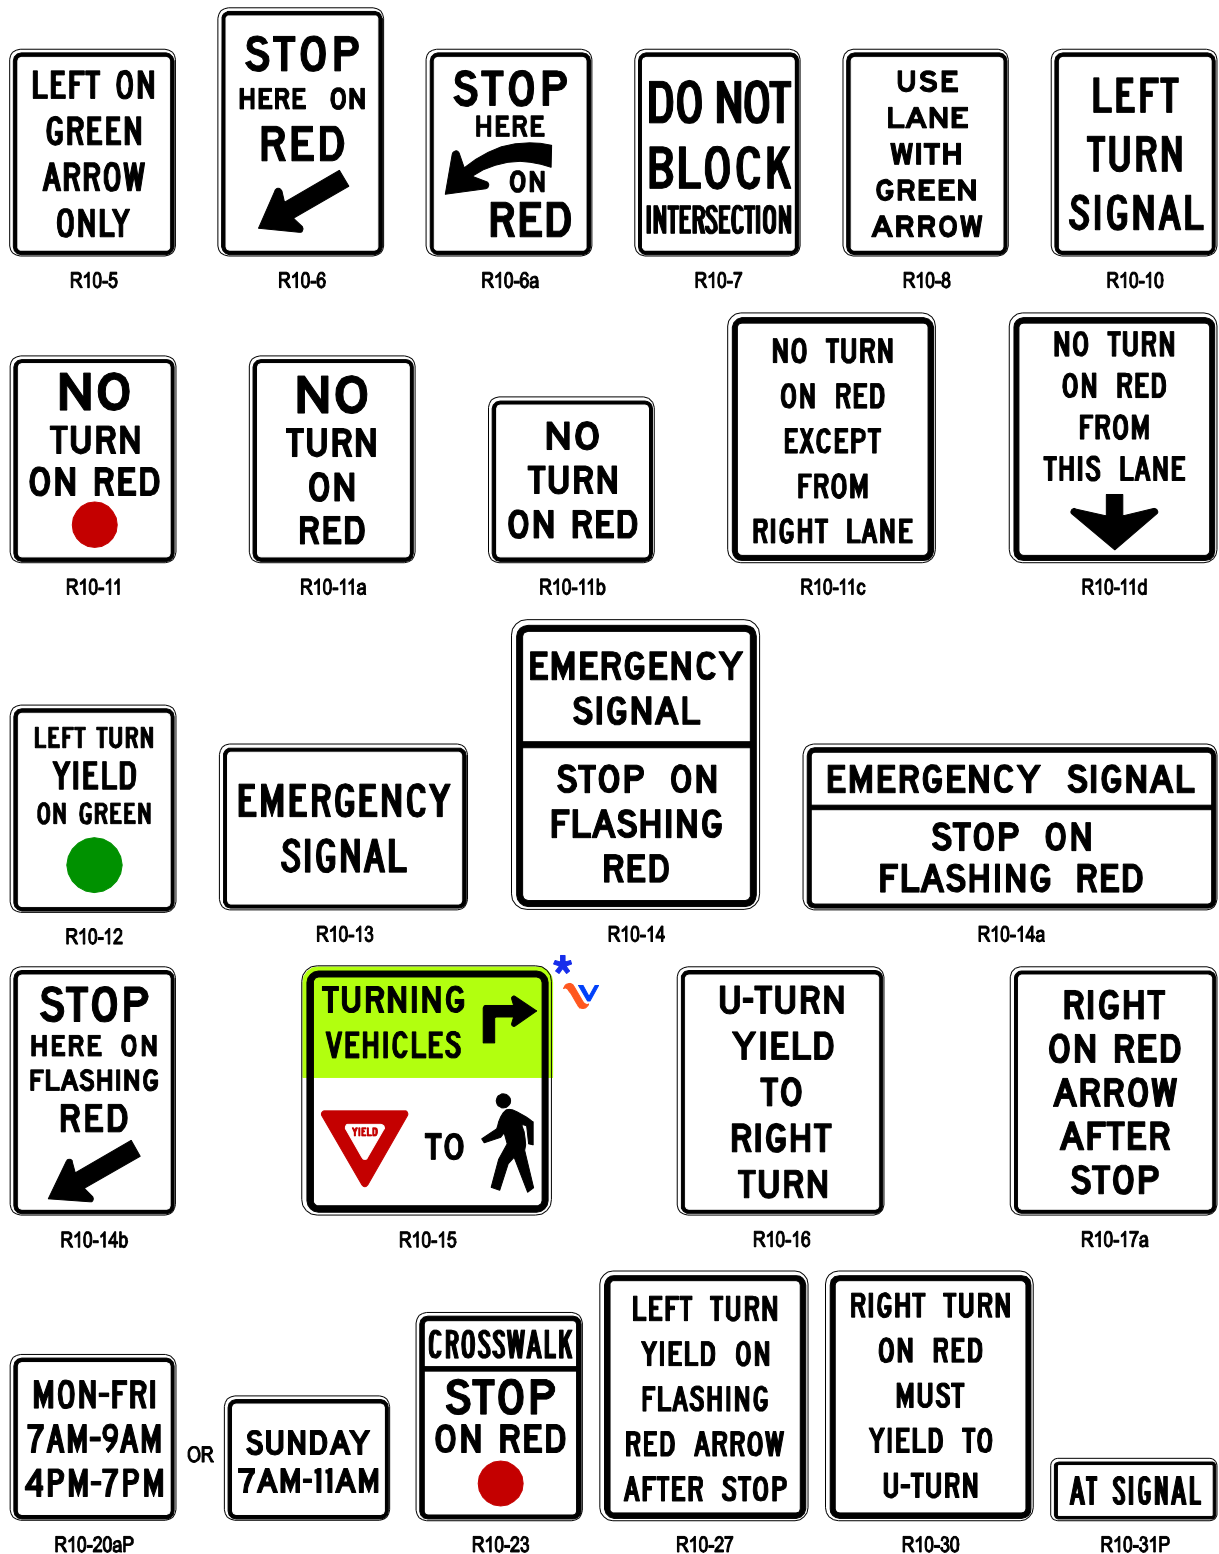 LEFT ON
GREEN
ARROW
ONLY
R10-5
STOP
HERE ON
RED
R10-6
STOP
HERE
ON
RED
R10-6a
DO NOT
BLOCK
INTERSECTION
R10-7
USE
LANE
WITH
GREEN
ARROW
R10-8
LEFT
TURN
SIGNAL
R10-10
NO
TURN
ON RED
R10-11
NO
TURN
ON
RED
R10-11a
NO
TURN
ON RED
R10-11b
NO TURN
ON RED
EXCEPT
FROM
RIGHT LANE
R10-11c
NO TURN
ON RED
FROM
THIS LANE
R10-11d
LEFT TURN
YIELD
ON GREEN
R10-12
EMERGENCY
SIGNAL
R10-13
EMERGENCY
SIGNAL
STOP ON
FLASHING
RED
R10-14
EMERGENCY SIGNAL
STOP ON
FLASHING RED
R10-14a
STOP
HERE ON
FLASHING
RED
R10-14b
TURNING
VEHICLES
YIELD
TO
*
R10-15
U-TURN
YIELD
TO
RIGHT
TURN
R10-16
RIGHT
ON RED
ARROW
AFTER
STOP
R10-17a
MON-FRI
7AM-9AM
4PM-7PM
R10-20aP
OR
SUNDAY
7AM-11AM
CROSSWALK
STOP
ON RED
R10-23
LEFT TURN
YIELD ON
FLASHING
RED ARROW
AFTER STOP
R10-27
RIGHT TURN
ON RED
MUST
YIELD TO
U-TURN
R10-30
AT SIGNAL
R10-31P